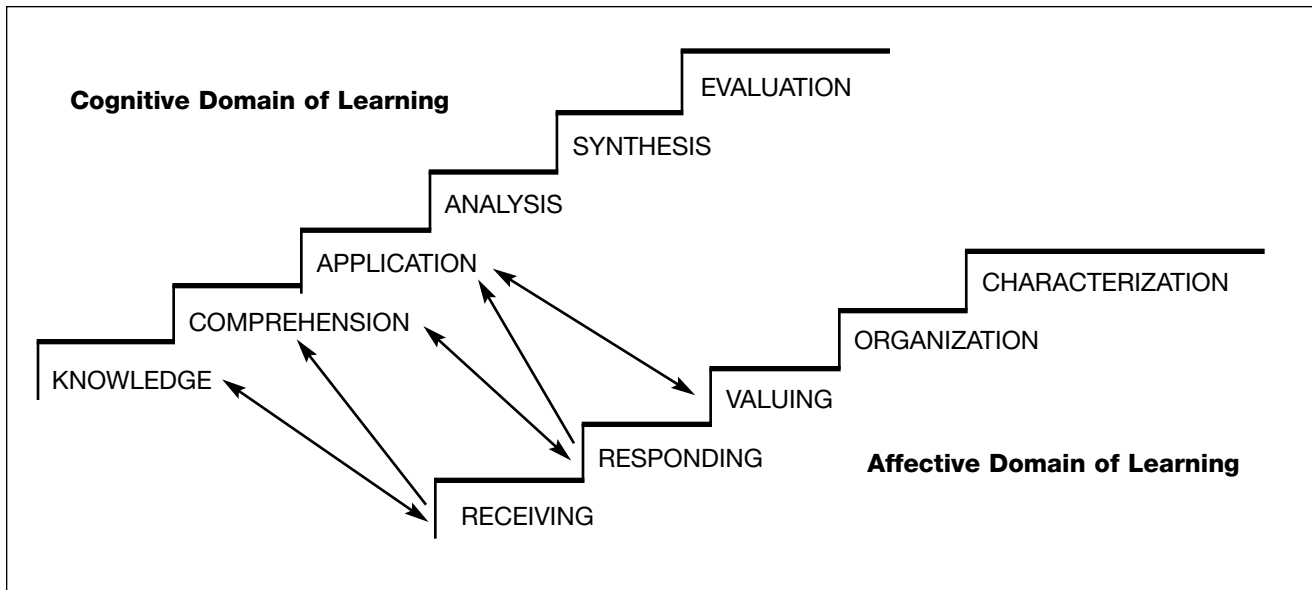 EVALUATION
Cognitive Domain of Learning
SYNTHESIS
ANALYSIS
APPLICATION
CHARACTERIZATION
COMPREHENSION
ORGANIZATION
KNOWLEDGE
VALUING
RESPONDING
Affective Domain of Learning
RECEIVING